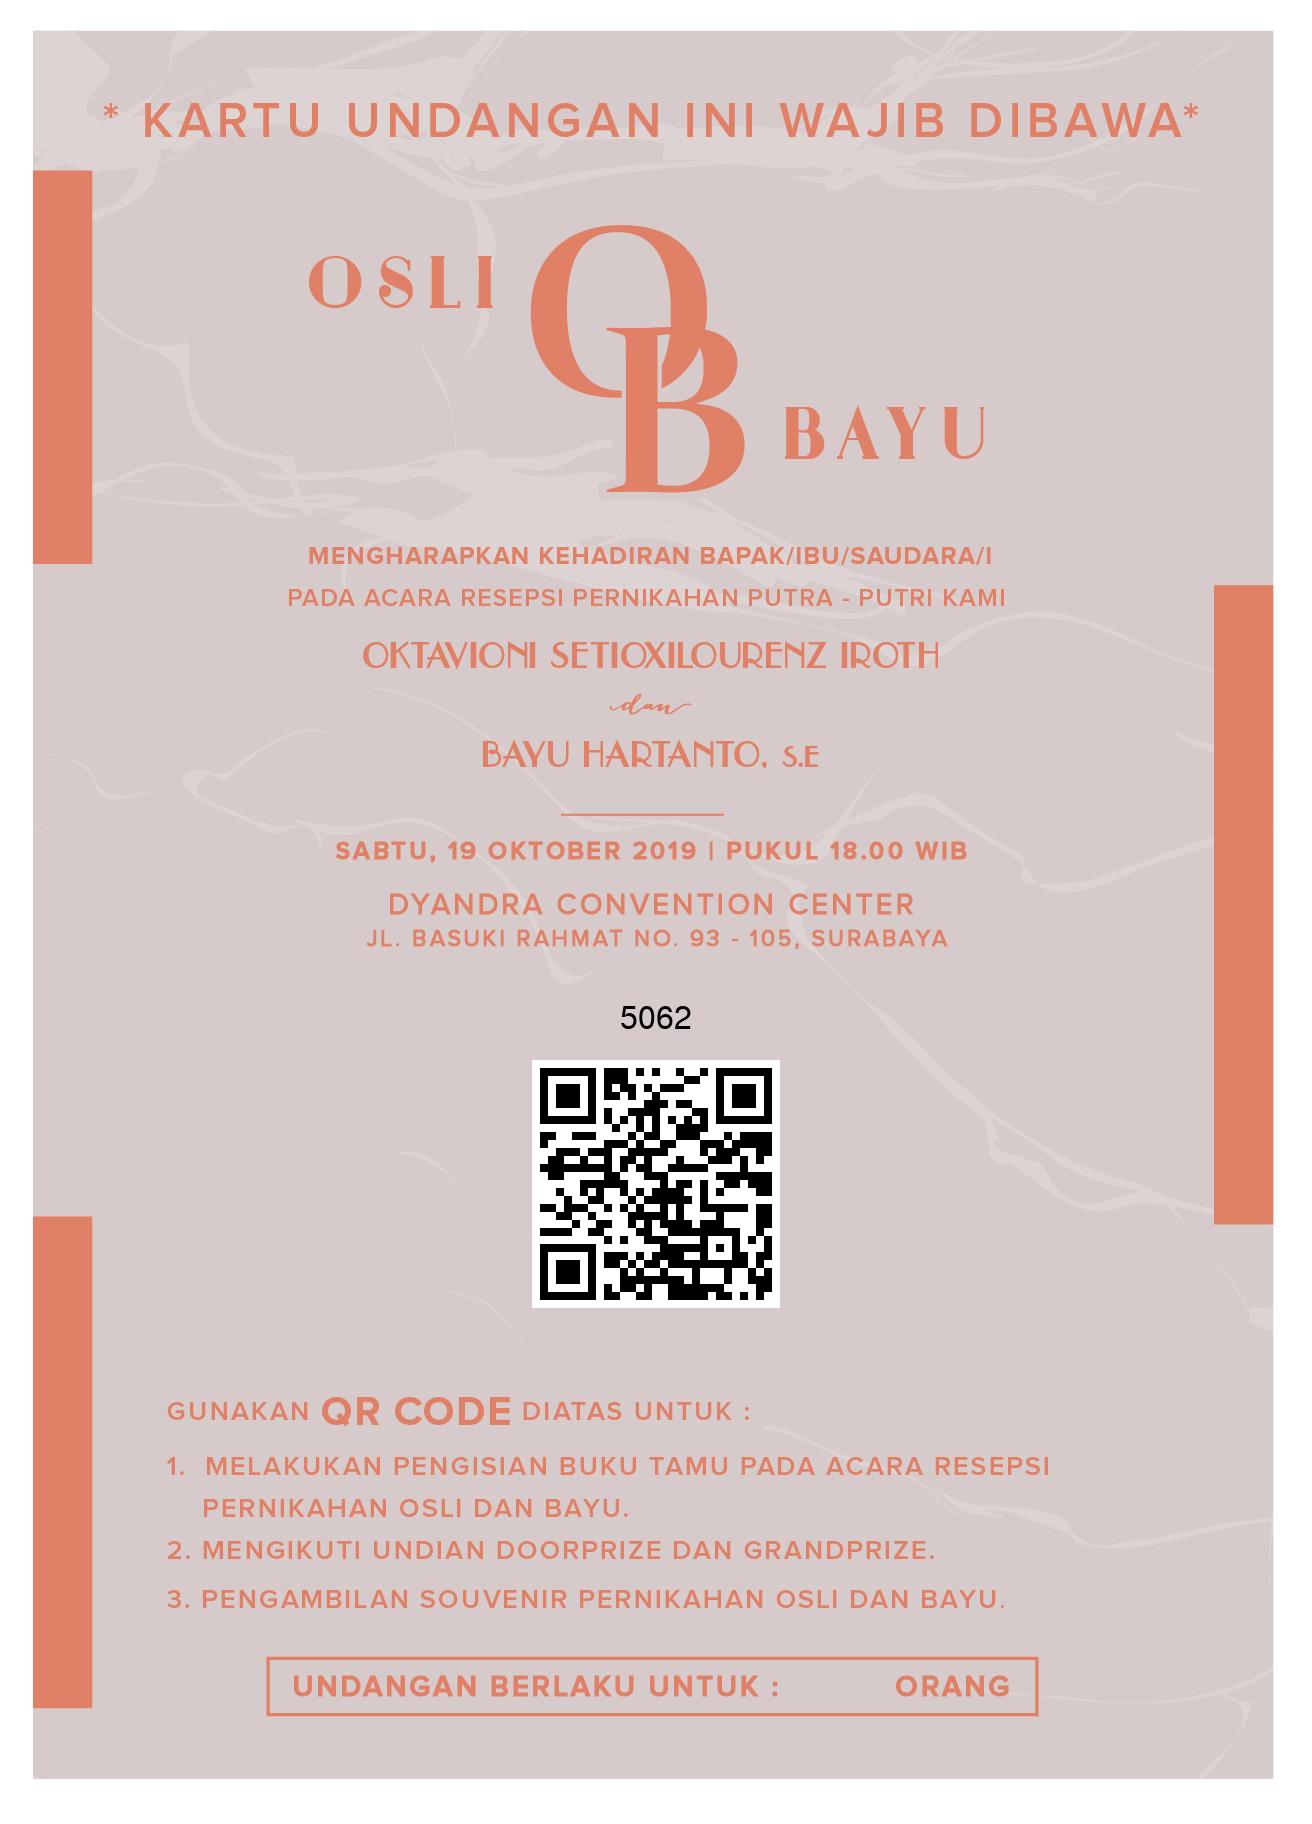 * KARTU UNDANGAN INI WAJIB DIBAWA*
OSLI
OB
BAYU
MENGHARAPKAN KEHADIRAN BAPAK/IBU/SAUDARA/I
PADA ACARA RESEPSI PERNIKAHAN PUTRA - PUTRI KAMI
OKTAVIONI SETIOXILOURENZ IROTH
dan
BAYU HARTANTO, S.E
SABTU, 19 OKTOBER 2019 | PUKUL 18.00 WIB
DYANDRA CONVENTION CENTER
JL. BASUKI RAHMAT NO. 93 - 105, SURABAYA
5062
GUNAKAN QR CODE DIATAS UNTUK :
1. MELAKUKAN PENGISIAN BUKU TAMU PADA ACARA RESEPSI
PERNIKAHAN OSLI DAN BAYU.
2. MENGIKUTI UNDIAN DOORPRIZE DAN GRANDPRIZE.
3. PENGAMBILAN SOUVENIR PERNIKAHAN OSLI DAN BAYU.
UNDANGAN BERLAKU UNTUK : ORANG